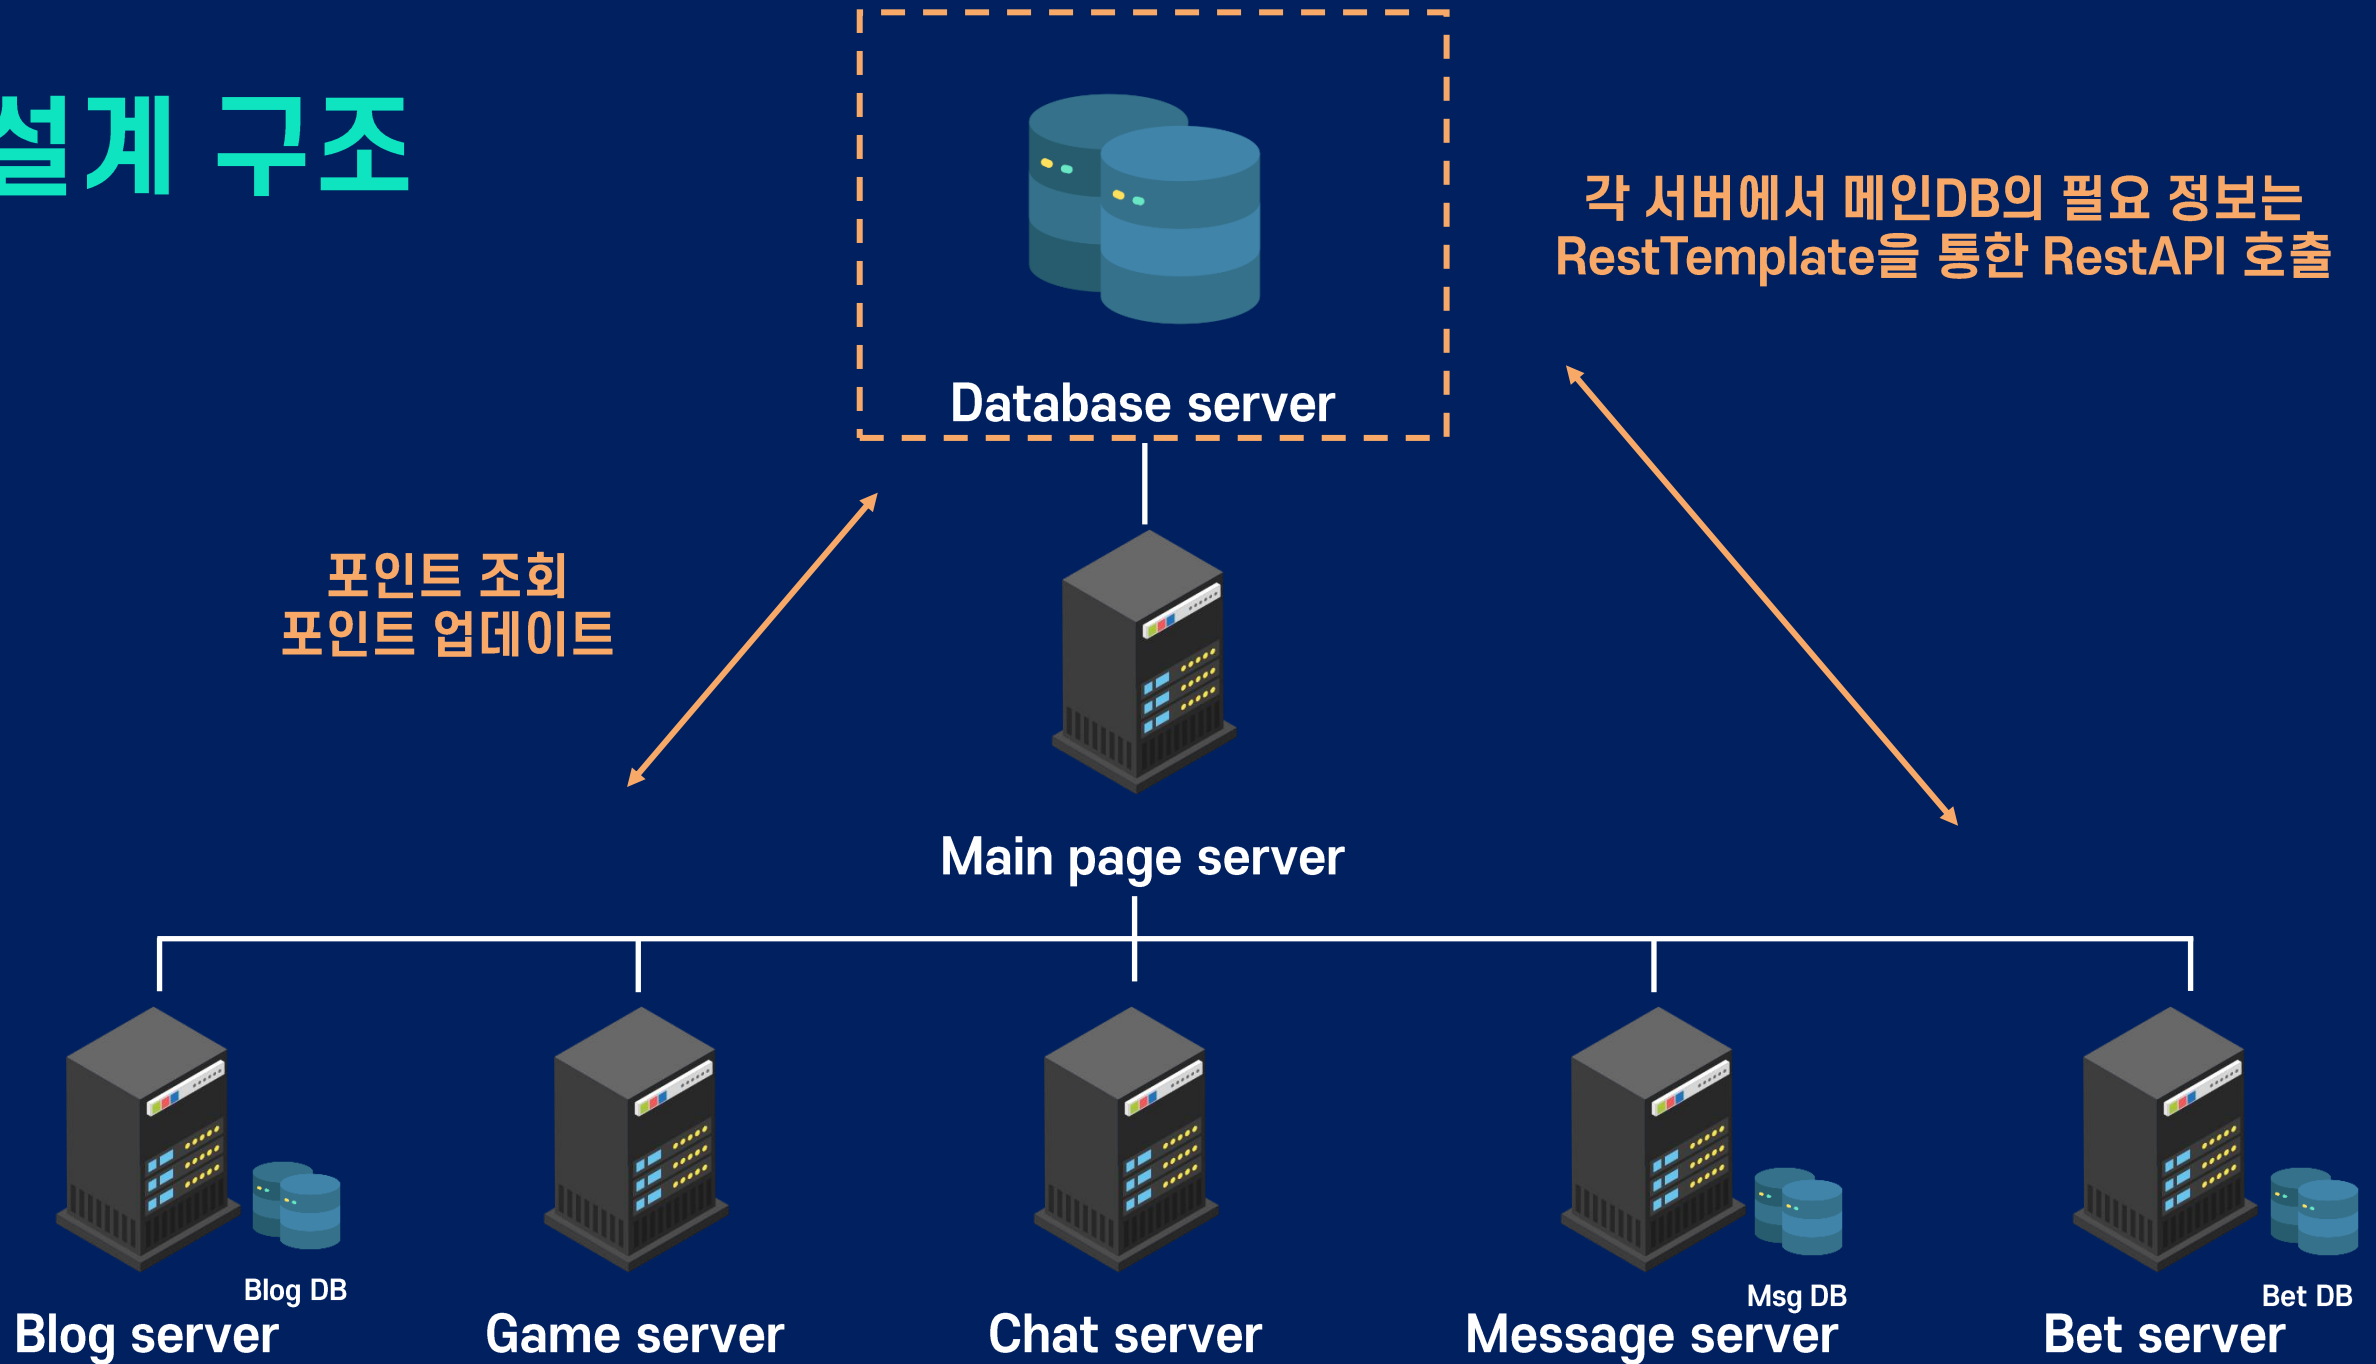 설계 구조
각 서버에서 메인DB의 필요 정보는
RestTemplate을 통한 RestAPI 호출
Database server
포인트 조회
포인트 업데이트
Main page server
Blog DB
Msg DB
Bet DB
Blog server
Game server
Chat server
Message server
Bet server